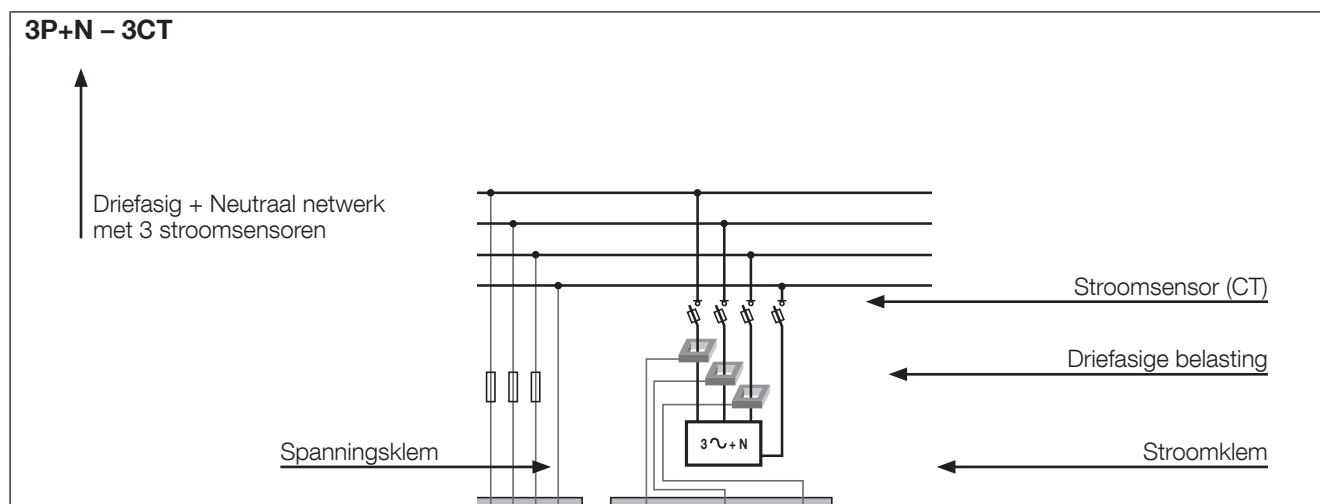 3P+N – 3CT
Driefasig + Neutraal netwerk
met 3 stroomsensoren
Stroomsensor (CT)
Driefasige belasting
3∿+N
Spanningsklem
Stroomklem